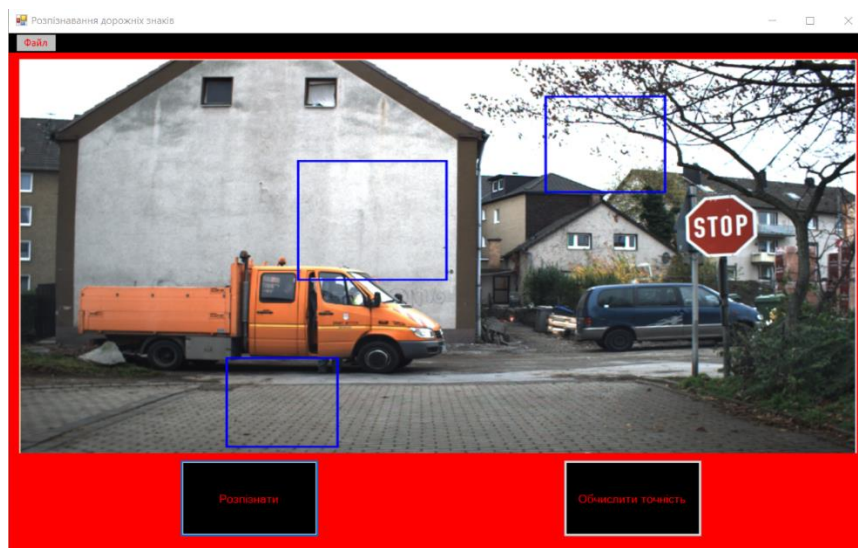 Розпізнавання дорожніх знаків
Файл
STOP
Розпізнати
Обчислити точність